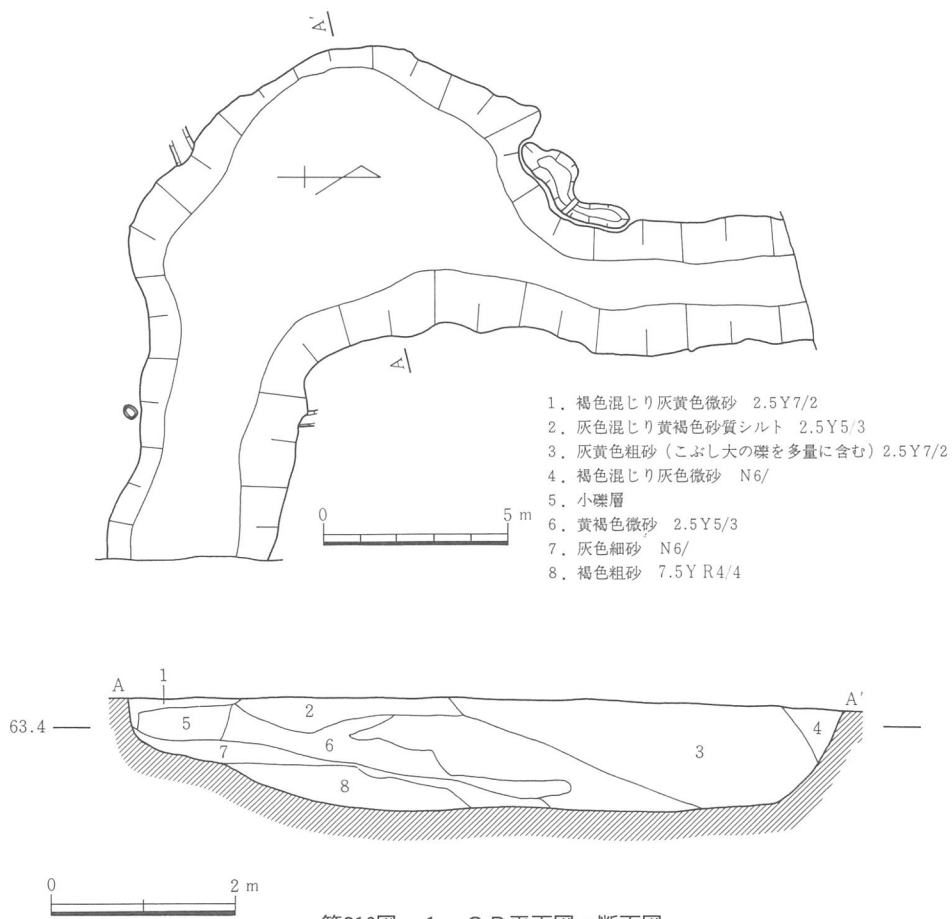 A'
A
1．褐色混じり灰黄色微砂 2.5Y7/2
2．灰色混じり黄褐色砂質シルト 2.5Y5/3
3．灰黄色粗砂（こぶし大の礫を多量に含む）2.5Y7/2
4．褐色混じり灰色微砂 N6/
5．小礫層
6．黄褐色微砂 2.5Y5/3
7．灰色細砂 N6/
8．褐色粗砂 7.5YR4/4
0 5 m
A 1 A'
63.4
2
5
4
3
6
7
8
0 2 m